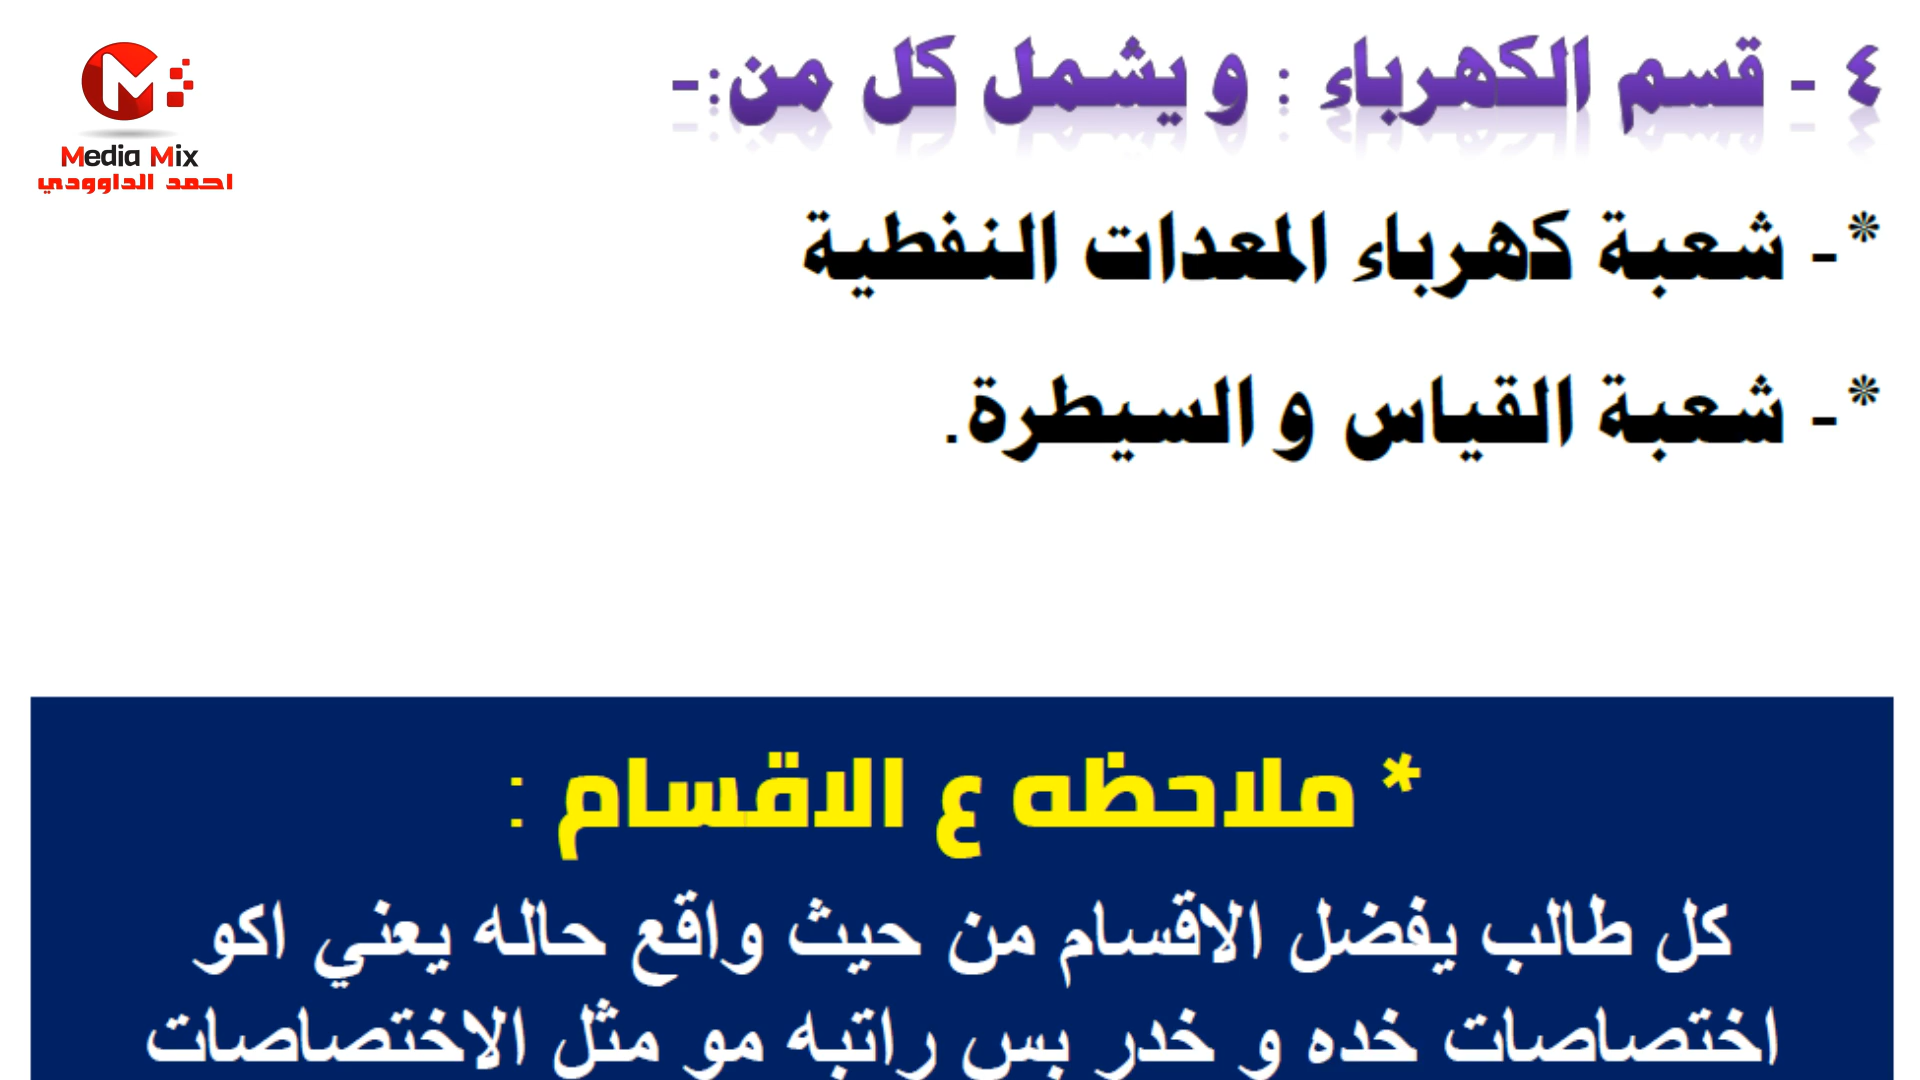 ٤ - قسم الكهرباء : و يشمل كل من:-
Media Mix
احمد الداوودي
*- شعبة كهرباء المعدات النفطية
*- شعبة القياس و السيطرة.
* ملاحظه ع الاقسام :
كل طالب يفضل الاقسام من حيث واقع حاله يعني اكو
اختصاصات خده و خدر بس راتبه مو مثل الاختصاصات